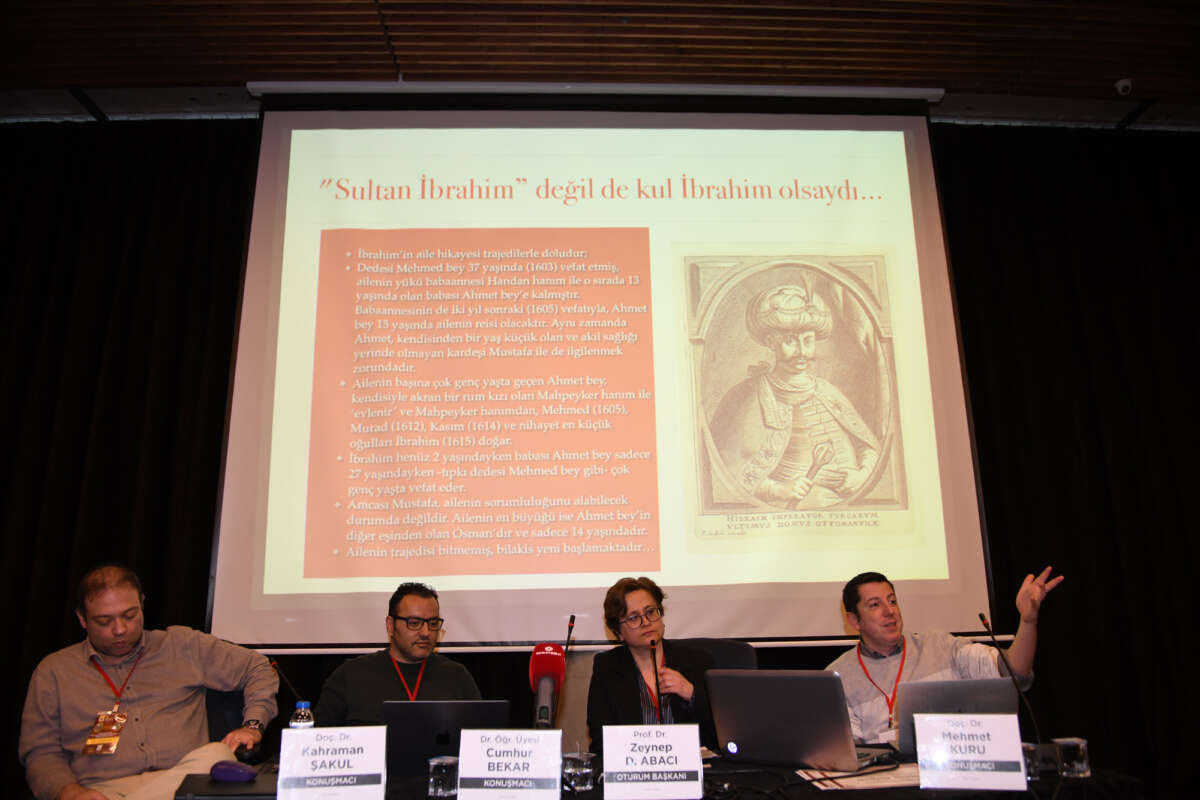 "Sultan İbrahim” değil de kul İbrahim olsaydı...
İbrahim'in aile hikayesi trajedilerle doludur;
Dedesi Mehmed bey 37 yaşında (1603) vefat etmiş,
ailenin yükü babaannesi Handan hanım ile o sırada 13
yaşında olan babası Ahmet bey'e kalmıştır.
Babaannesinin de iki yıl sonraki (1605) vefatıyla, Ahmet
bey 15 yaşında ailenin reisi olacaktır. Aynı zamanda
Ahmet, kendisinden bir yaş küçük olan ve akıl sağlığı
yerinde olmayan kardeşi Mustafa ile de ilgilenmek
zorundadır.
Ailenin başına çok genç yaşta geçen Ahmet bey,
kendisiyle akran bir rum kızı olan Mahpeyker hanım ile
'evlenir' ve Mahpeyker hanımdan, Mehmed (1605),
Murad (1612), Kasım (1614) ve nihayet en küçük
oğulları İbrahim (1615) doğar.
İbrahim henüz 2 yaşındayken babası Ahmet bey sadece
27 yaşındayken -tıpkı dedesi Mehmed bey gibi- çok
genç yaşta vefat eder.
Amcası Mustafa, ailenin sorumluluğunu alabilecek
durumda değildir. Ailenin en büyüğü ise Ahmet bey'in
diğer eşinden olan Osman'dır ve sadece 14 yaşındadır.
Ailenin trajedisi bitmemiş, bilakis yeni başlamaktadır...
IMPERATOR TVRCARVM
VLTIMVS DOMVS OTTOMANNICÆ
Doç. Dr.
Kahraman
ŞAKUL
KONUŞMACI
Dr. Öğr. Üyesi
Cumhur
BEKAR
KONUŞMACI
Prof. Dr.
Zeynep
D. ABACI
OTURUM BAŞKANI
Doç. Dr.
Mehmet
KURU
KONUŞMACI
hp